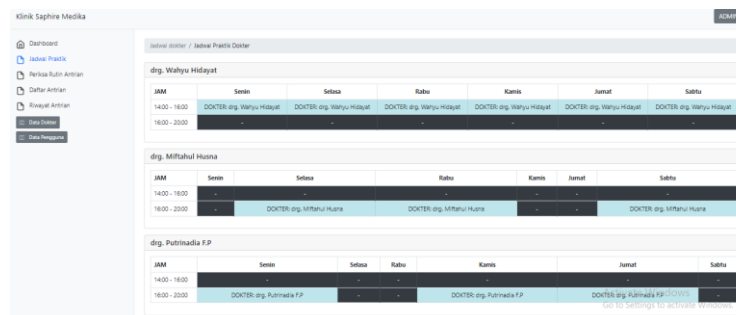 Klinik Saphire Medika
ADMIN
Dashboard
Jadwal Praktik
Periksa Rutin Antrian
Daftar Antrian
Riwayat Antrian
Data Dokter
Data Pengguna
Jadwal dokter / Jadwal Praktik Dokter
drg. Wahyu Hidayat
JAM Senin Selasa Rabu Kamis Jumat Sabtu
14:00 - 16:00 DOKTER: drg. Wahyu Hidayat DOKTER: drg. Wahyu Hidayat DOKTER: drg. Wahyu Hidayat DOKTER: drg. Wahyu Hidayat DOKTER: drg. Wahyu Hidayat DOKTER: drg. Wahyu Hidayat
16:00 - 20:00 - - - - - -
drg. Miftahul Husna
JAM Senin Selasa Rabu Kamis Jumat Sabtu
14:00 - 16:00 - - - - - -
16:00 - 20:00 - DOKTER: drg. Miftahul Husna DOKTER: drg. Miftahul Husna - - DOKTER: drg. Miftahul Husna
drg. Putrinadia F.P
JAM Senin Selasa Rabu Kamis Jumat Sabtu
14:00 - 16:00 - - - - - -
16:00 - 20:00 DOKTER: drg. Putrinadia F.P - - DOKTER: drg. Putrinadia F.P DOKTER: drg. Putrinadia F.P -
Activate Windows
Go to Settings to activate Windows.